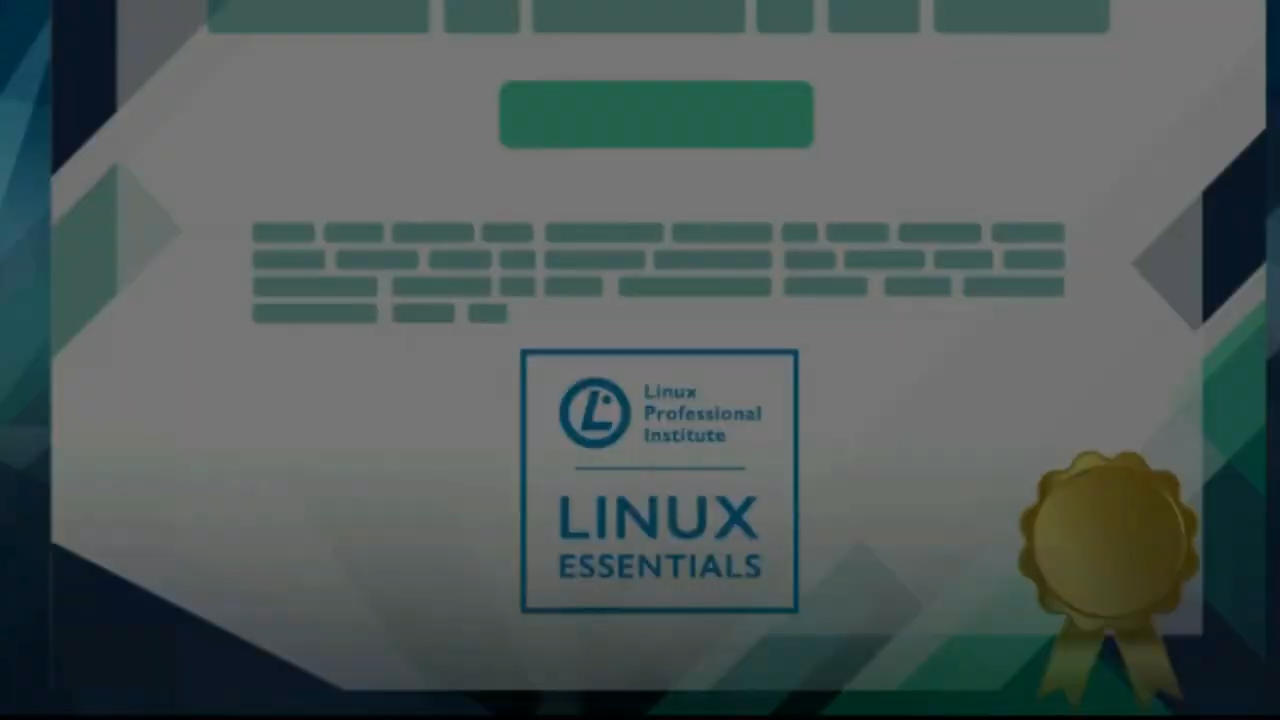 Linux
Professional
Institute
LINUX
ESSENTIALS